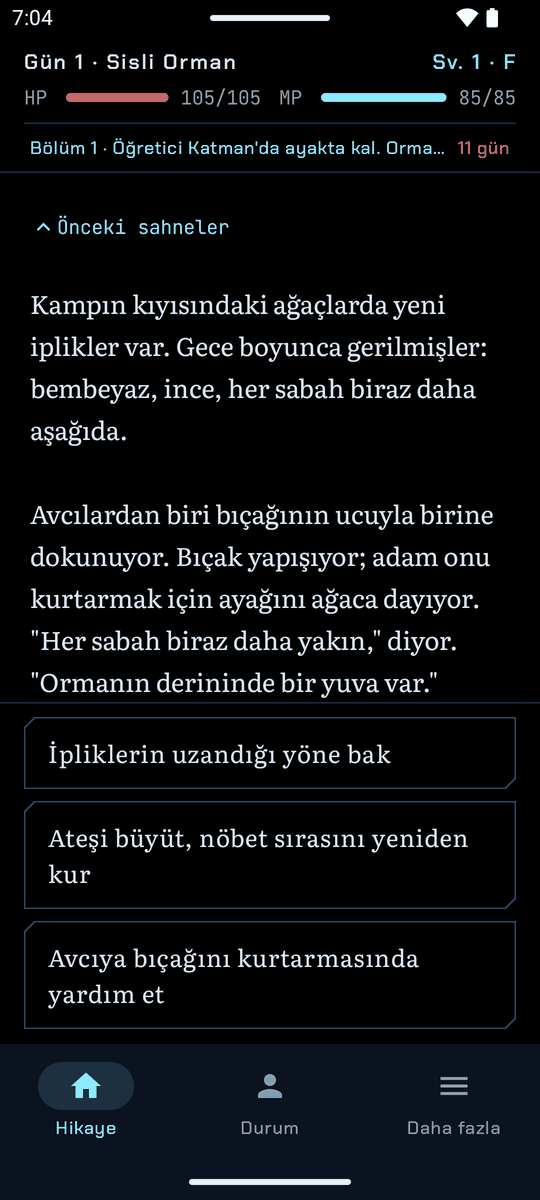 7:04
Gün 1 · Sisli Orman
Sv. 1 · F
HP 105/105 MP 85/85
Bölüm 1 · Öğretici Katman'da ayakta kal. Orma… 11 gün
Önceki sahneler
Kampın kıyısındaki ağaçlarda yeni
iplikler var. Gece boyunca gerilmişler:
bembeyaz, ince, her sabah biraz daha
aşağıda.
Avcılardan biri bıçağının ucuyla birine
dokunuyor. Bıçak yapışıyor; adam onu
kurtarmak için ayağını ağaca dayıyor.
"Her sabah biraz daha yakın," diyor.
"Ormanın derininde bir yuva var."
İpliklerin uzandığı yöne bak
Ateşi büyüt, nöbet sırasını yeniden
kur
Avcıya bıçağını kurtarmasında
yardım et
Hikaye
Durum
Daha fazla